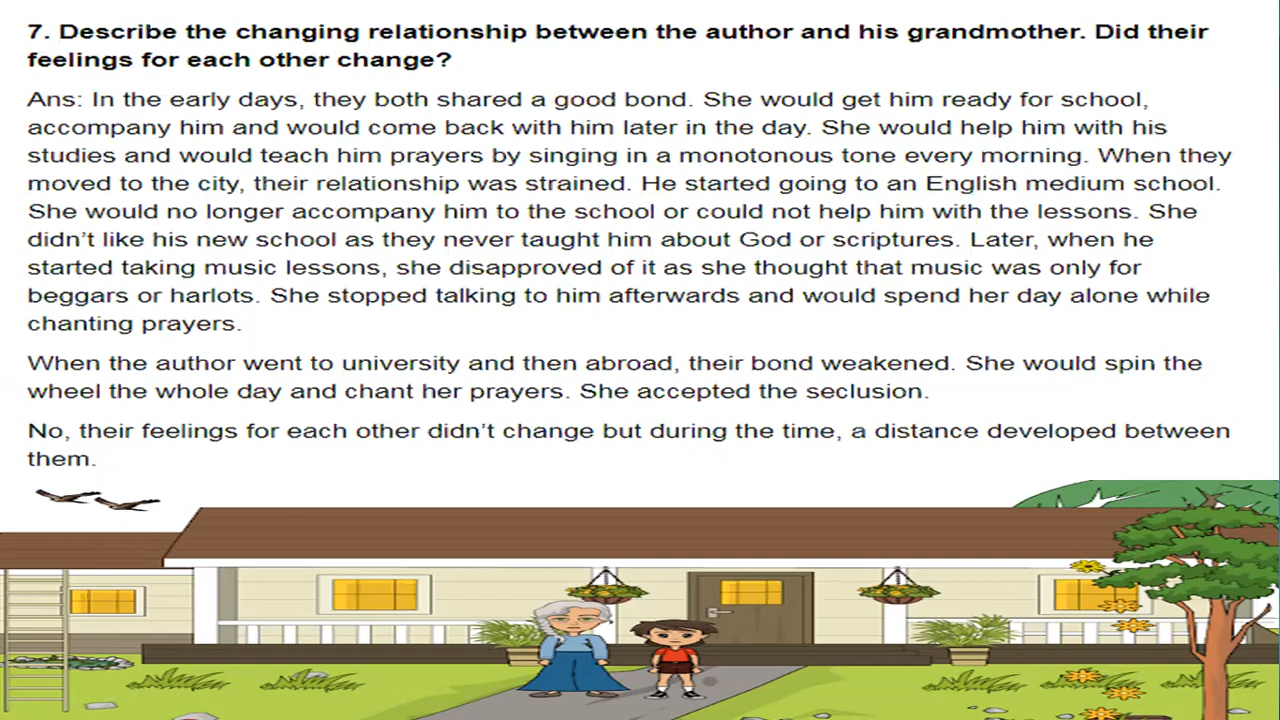 7. Describe the changing relationship between the author and his grandmother. Did their
feelings for each other change?
Ans: In the early days, they both shared a good bond. She would get him ready for school,
accompany him and would come back with him later in the day. She would help him with his
studies and would teach him prayers by singing in a monotonous tone every morning. When they
moved to the city, their relationship was strained. He started going to an English medium school.
She would no longer accompany him to the school or could not help him with the lessons. She
didn’t like his new school as they never taught him about God or scriptures. Later, when he
started taking music lessons, she disapproved of it as she thought that music was only for
beggars or harlots. She stopped talking to him afterwards and would spend her day alone while
chanting prayers.
When the author went to university and then abroad, their bond weakened. She would spin the
wheel the whole day and chant her prayers. She accepted the seclusion.
No, their feelings for each other didn’t change but during the time, a distance developed between
them.